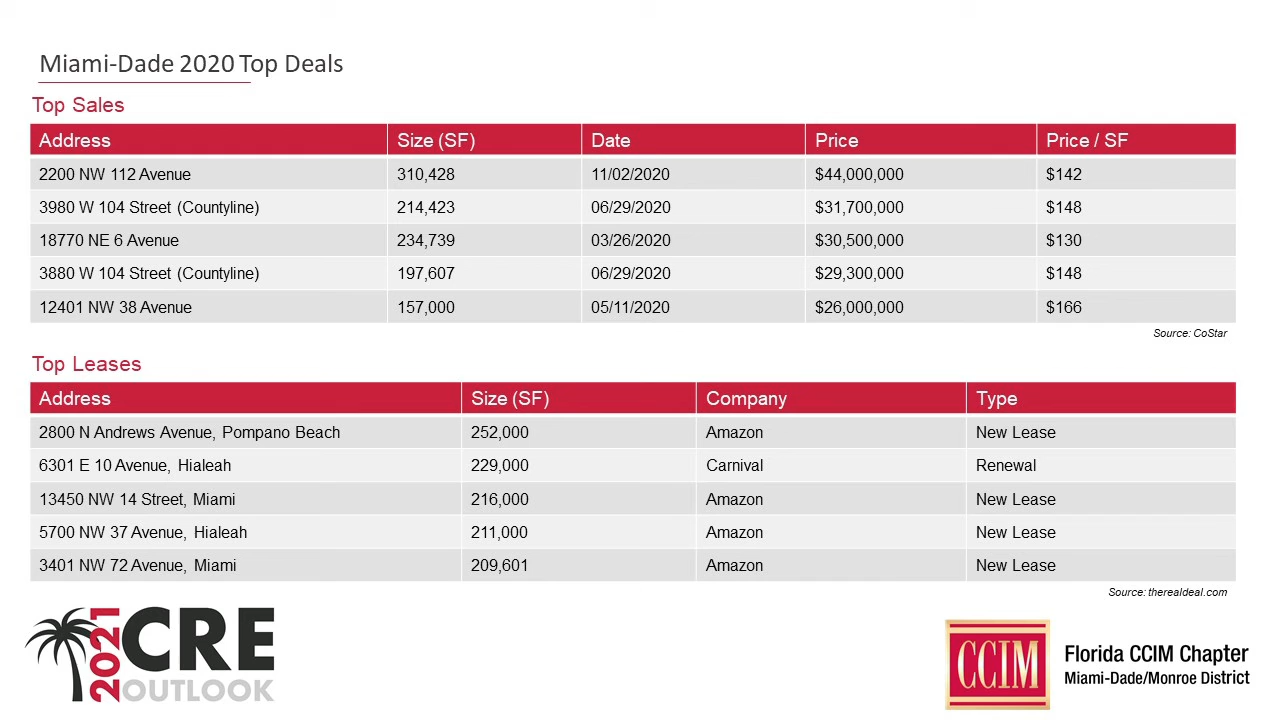 Miami-Dade 2020 Top Deals
Top Sales
Address Size (SF) Date Price Price / SF
2200 NW 112 Avenue 310,428 11/02/2020 $44,000,000 $142
3980 W 104 Street (Countyline) 214,423 06/29/2020 $31,700,000 $148
18770 NE 6 Avenue 234,739 03/26/2020 $30,500,000 $130
3880 W 104 Street (Countyline) 197,607 06/29/2020 $29,300,000 $148
12401 NW 38 Avenue 157,000 05/11/2020 $26,000,000 $166
Source: CoStar
Top Leases
Address Size (SF) Company Type
2800 N Andrews Avenue, Pompano Beach 252,000 Amazon New Lease
6301 E 10 Avenue, Hialeah 229,000 Carnival Renewal
13450 NW 14 Street, Miami 216,000 Amazon New Lease
5700 NW 37 Avenue, Hialeah 211,000 Amazon New Lease
3401 NW 72 Avenue, Miami 209,601 Amazon New Lease
Source: therealdeal.com
2021 CRE
OUTLOOK
CCIM
Florida CCIM Chapter
Miami-Dade/Monroe District